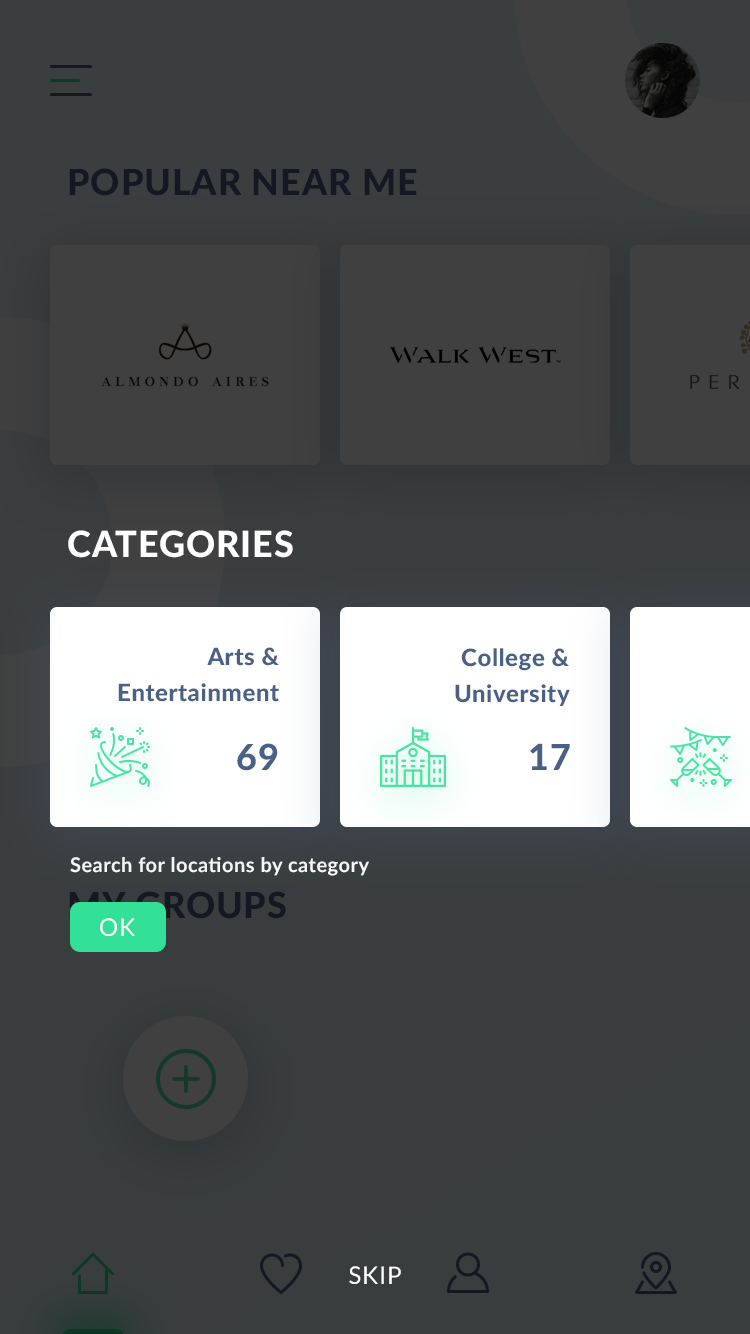 POPULAR NEAR ME
ALMONDO AIRES
WALK WEST
PER
CATEGORIES
Arts &
Entertainment
69
College &
University
17
Search for locations by category
MY GROUPS
OK
SKIP